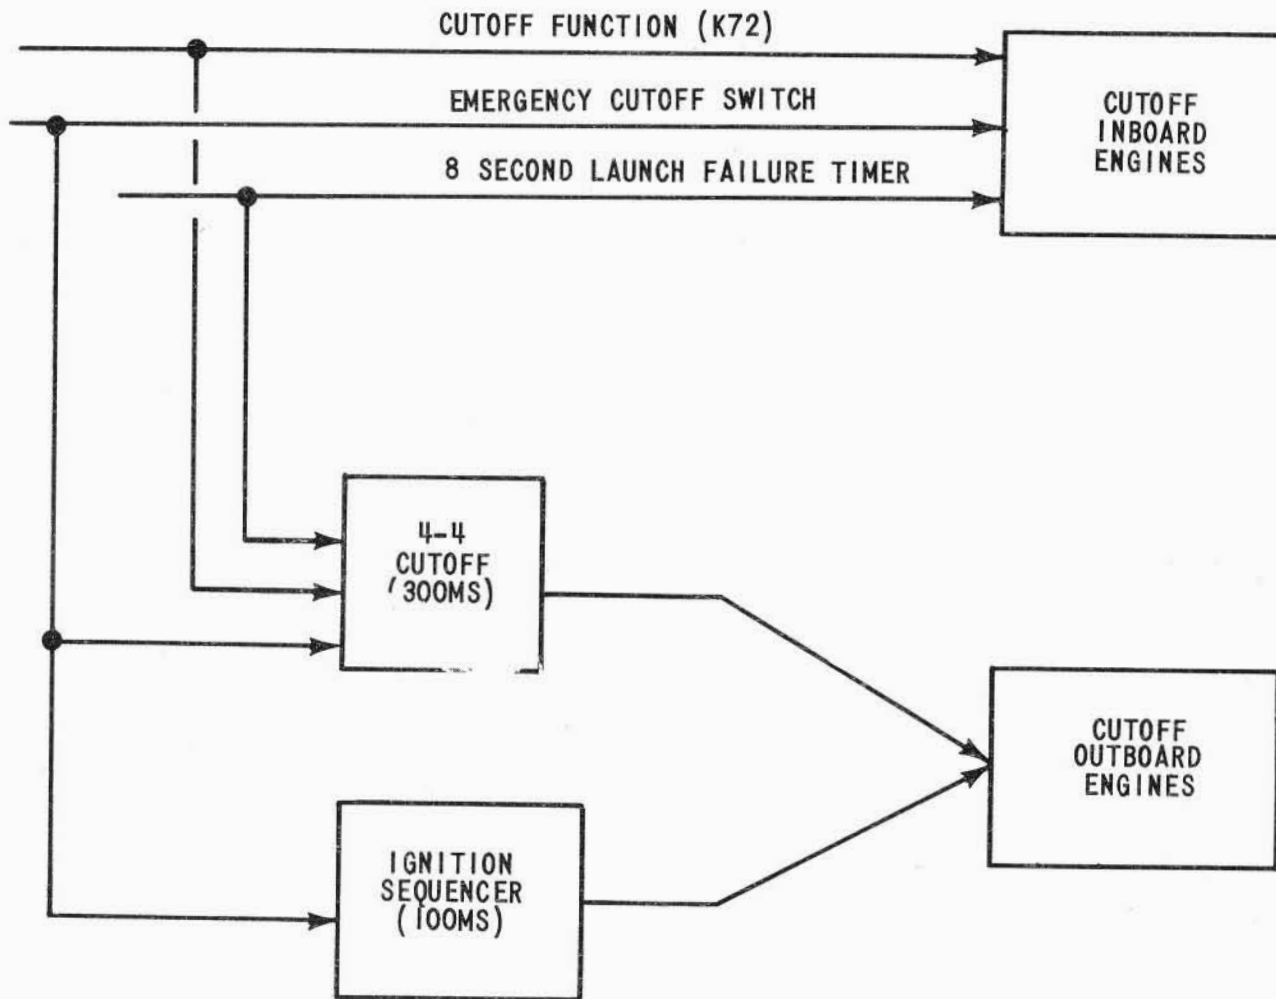 CUTOFF FUNCTION (K72)
EMERGENCY CUTOFF SWITCH
8 SECOND LAUNCH FAILURE TIMER
CUTOFF
INBOARD
ENGINES
4-4
CUTOFF
(300MS)
CUTOFF
OUTBOARD
ENGINES
IGNITION
SEQUENCER
(100MS)